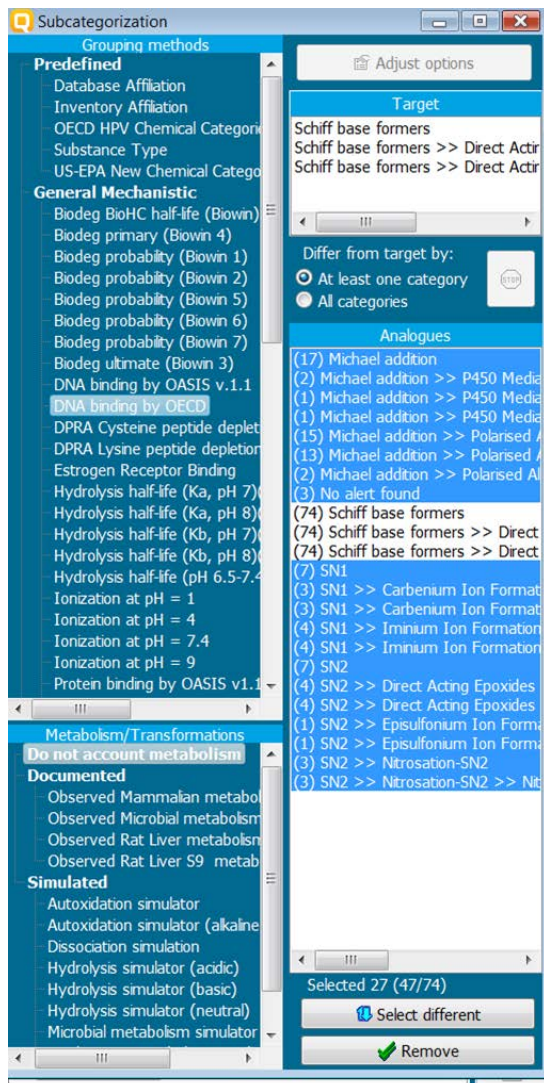 Subcategorization
Grouping methods
Predefined
Database Affiliation
Inventory Affiliation
OECD HPV Chemical Categori
Substance Type
US-EPA New Chemical Catego
General Mechanistic
Biodeg BioHC half-life (Biowin)
Biodeg primary (Biowin 4)
Biodeg probability (Biowin 1)
Biodeg probability (Biowin 2)
Biodeg probability (Biowin 5)
Biodeg probability (Biowin 6)
Biodeg probability (Biowin 7)
Biodeg ultimate (Biowin 3)
DNA binding by OASIS v.1.1
DNA binding by OECD
DPRA Cysteine peptide deplet
DPRA Lysine peptide depletion
Estrogen Receptor Binding
Hydrolysis half-life (Ka, pH 7)(
Hydrolysis half-life (Ka, pH 8)(
Hydrolysis half-life (Kb, pH 7)(
Hydrolysis half-life (Kb, pH 8)(
Hydrolysis half-life (pH 6.5-7.4
Ionization at pH = 1
Ionization at pH = 4
Ionization at pH = 7.4
Ionization at pH = 9
Protein binding by OASIS v1.1
Metabolism/Transformations
Do not account metabolism
Documented
Observed Mammalian metabol
Observed Microbial metabolism
Observed Rat Liver metabolism
Observed Rat Liver S9 metab
Simulated
Autoxidation simulator
Autoxidation simulator (alkaline
Dissociation simulation
Hydrolysis simulator (acidic)
Hydrolysis simulator (basic)
Hydrolysis simulator (neutral)
Microbial metabolism simulator
Adjust options
Target
Schiff base formers
Schiff base formers >> Direct Actir
Schiff base formers >> Direct Actir
Differ from target by:
At least one category
All categories
STOP
Analogues
(17) Michael addition
(2) Michael addition >> P450 Media
(1) Michael addition >> P450 Media
(1) Michael addition >> P450 Media
(15) Michael addition >> Polarised A
(13) Michael addition >> Polarised A
(2) Michael addition >> Polarised Al
(3) No alert found
(74) Schiff base formers
(74) Schiff base formers >> Direct
(74) Schiff base formers >> Direct
(7) SN1
(3) SN1 >> Carbenium Ion Format
(3) SN1 >> Carbenium Ion Format
(4) SN1 >> Iminium Ion Formation
(4) SN1 >> Iminium Ion Formation
(7) SN2
(4) SN2 >> Direct Acting Epoxides
(4) SN2 >> Direct Acting Epoxides
(1) SN2 >> Episulfonium Ion Forma
(1) SN2 >> Episulfonium Ion Forma
(3) SN2 >> Nitrosation-SN2
(3) SN2 >> Nitrosation-SN2 >> Nit
Selected 27 (47/74)
Select different
Remove